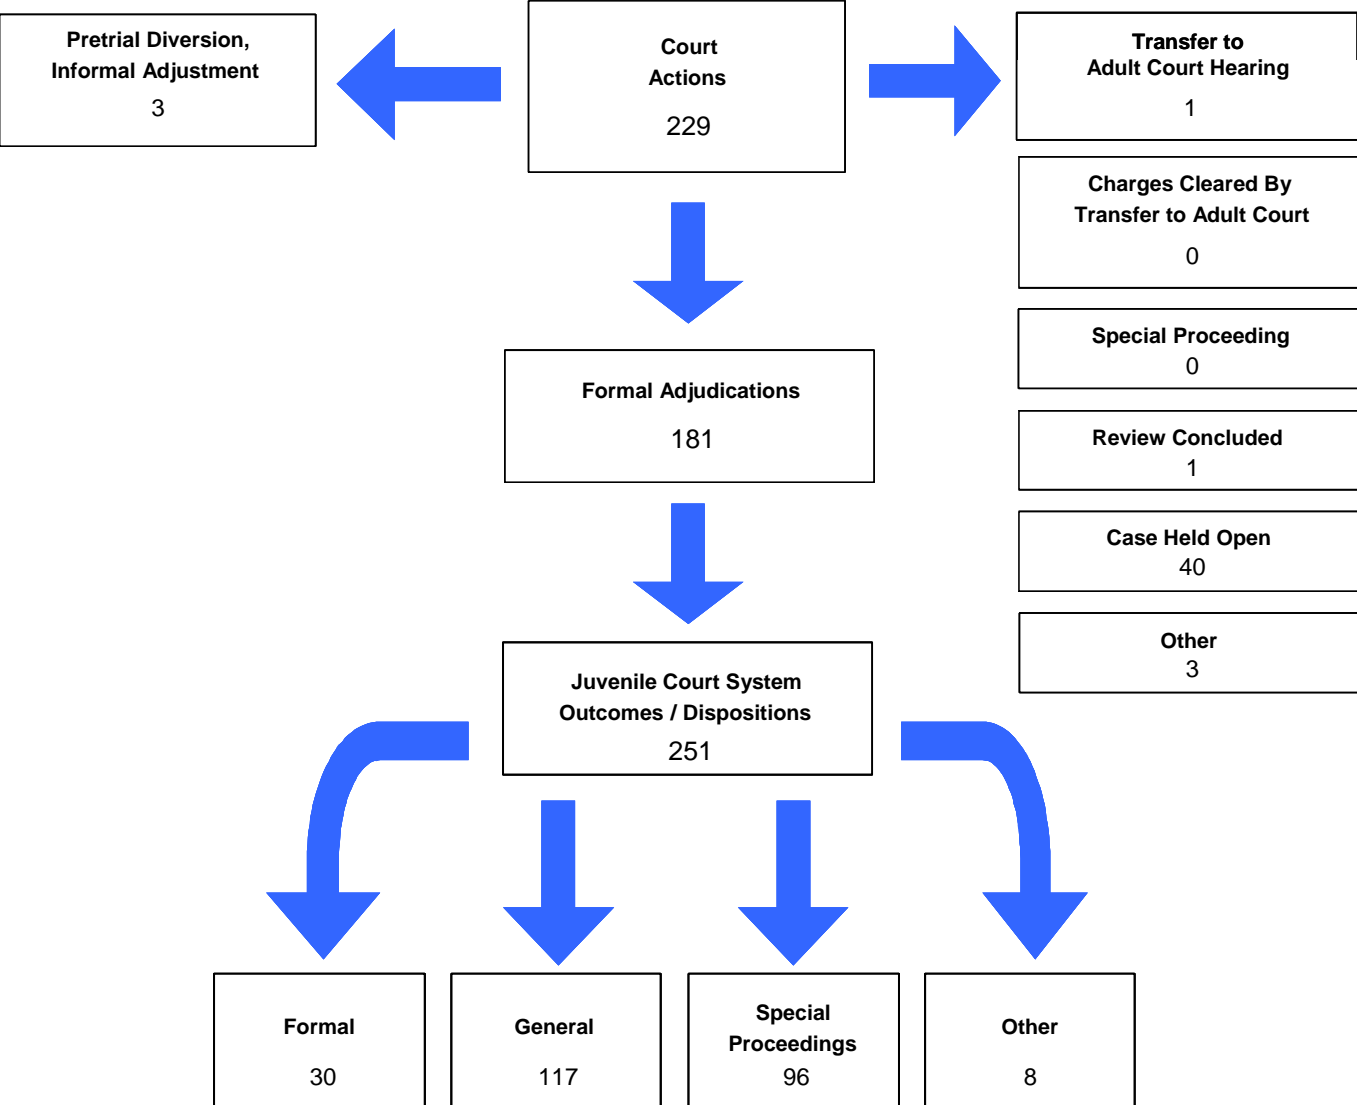 Pretrial Diversion,
Informal Adjustment
3
Court
Actions
229
Transfer to
Adult Court Hearing
1
Charges Cleared By
Transfer to Adult Court
0
Special Proceeding
0
Review Concluded
1
Case Held Open
40
Other
3
Formal Adjudications
181
Juvenile Court System
Outcomes / Dispositions
251
Formal
30
General
117
Special
Proceedings
96
Other
8